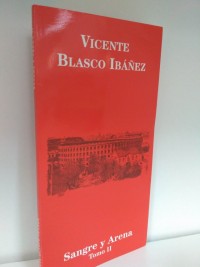 VICENTE
BLASCO IBÁÑEZ
Sangre y Arena
Tomo II